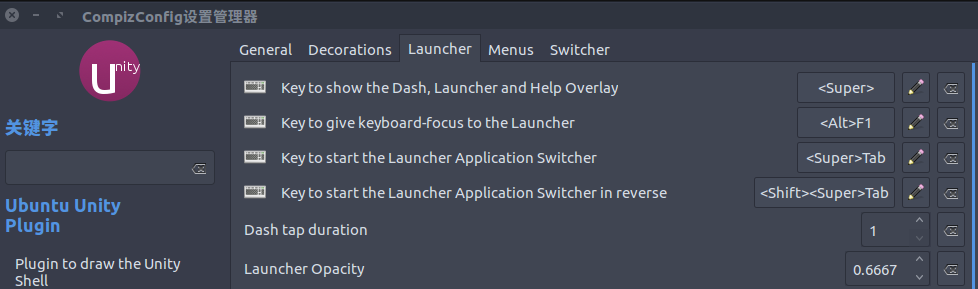 CompizConfig设置管理器
Unity
关键字
Ubuntu Unity
Plugin
Plugin to draw the Unity
Shell
General Decorations Launcher Menus Switcher
Key to show the Dash, Launcher and Help Overlay <Super>
Key to give keyboard-focus to the Launcher <Alt>F1
Key to start the Launcher Application Switcher <Super>Tab
Key to start the Launcher Application Switcher in reverse <Shift><Super>Tab
Dash tap duration 1
Launcher Opacity 0.6667